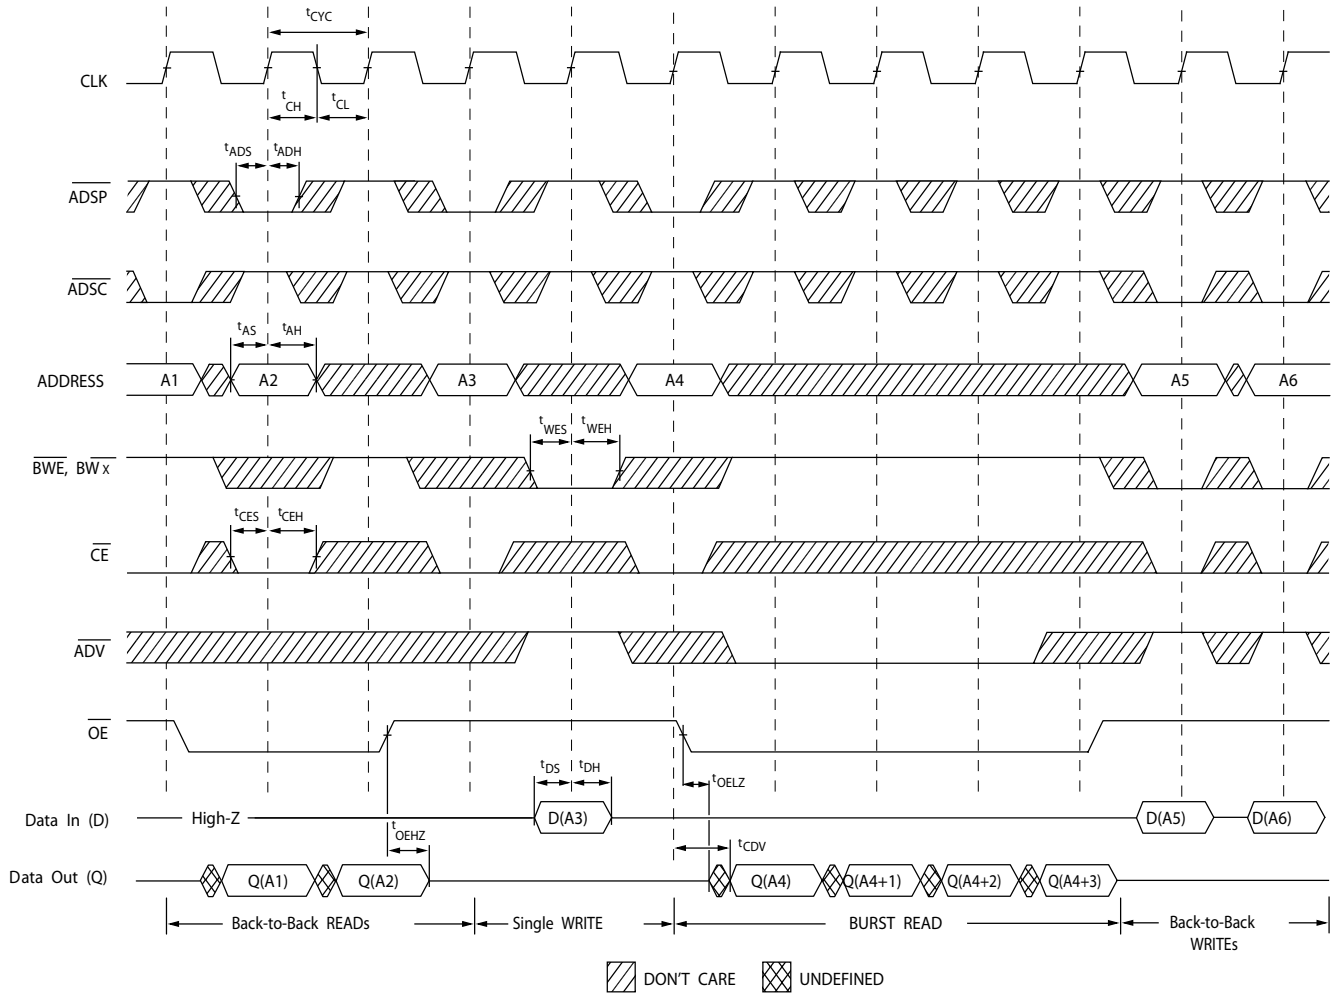 tCYC
CLK
tCH
tCL
tADS
tADH
ADSP
ADSC
tAS
tAH
ADDRESS
A1
A2
A3
A4
A5
A6
tWES
tWEH
BWE, BW x
tCES
tCEH
CE
ADV
OE
tDS
tDH
tOELZ
Data In (D)
High-Z
D(A3)
D(A5)
D(A6)
tOEHZ
tCDV
Data Out (Q)
Q(A1)
Q(A2)
Q(A4)
Q(A4+1)
Q(A4+2)
Q(A4+3)
Back-to-Back READs
Single WRITE
BURST READ
Back-to-Back
WRITEs
DON'T CARE
UNDEFINED